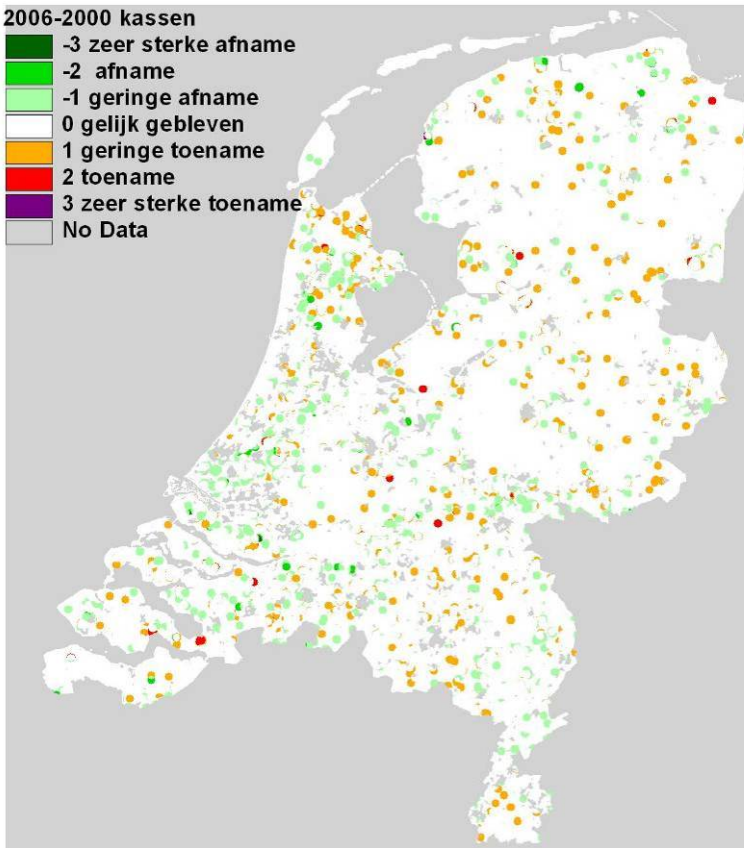 2006-2000 kassen
-3 zeer sterke afname
-2 afname
-1 geringe afname
0 gelijk gebleven
1 geringe toename
2 toename
3 zeer sterke toename
No Data